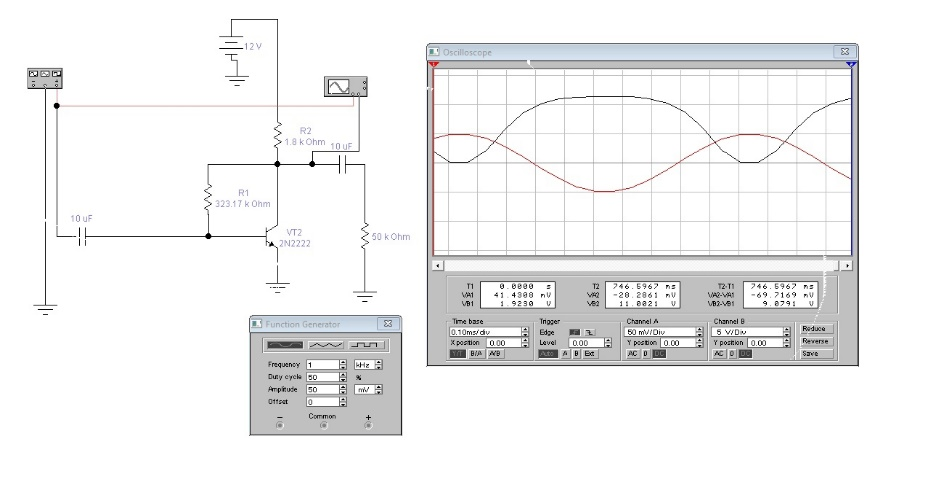 12 V
R2
1.8 k Ohm
10 uF
R1
323.17 k Ohm
10 uF
VT2
2N2222
50 k Ohm
Oscilloscope
1
2
T1 0.0000 s
VA1 41.4308 mV
VB1 1.9230 V
T2 746.5967 ms
VA2 -28.2861 mV
VB2 11.0021 V
T2-T1 746.5967 ms
VA2-VA1 -69.7169 mV
VB2-VB1 9.0791 V
Time base
0.10ms/div
X position 0.00
Y/T B/A A/B
Trigger
Edge
Level 0.00
Auto A B Ext
Channel A
50 mV/Div
Y position 0.00
AC 0 DC
Channel B
5 V/Div
Y position 0.00
AC 0 DC
Reduce
Reverse
Save
Function Generator
Frequency 1 kHz
Duty cycle 50 %
Amplitude 50 mV
Offset 0
− Common +